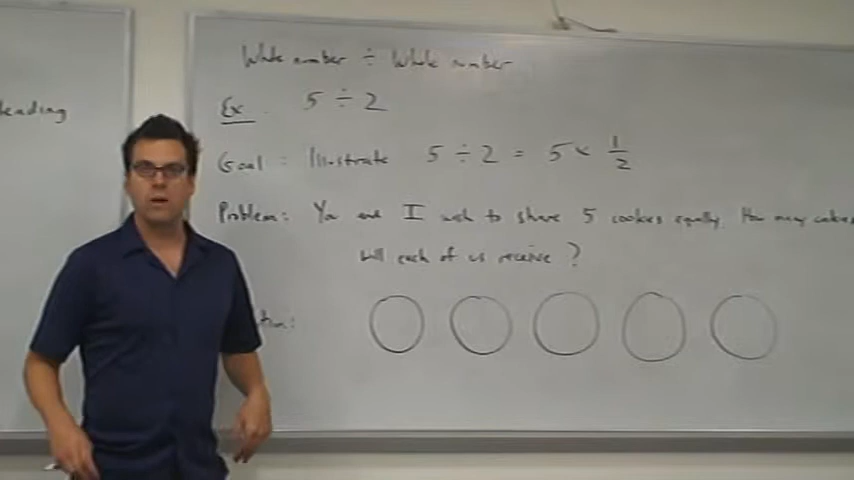 Whole number ÷ Whole number
eading
Ex. 5 ÷ 2
Goal: Illustrate 5 ÷ 2 = 5 × 1/2
Problem: You and I wish to share 5 cookies equally. How many cookies
will each of us receive?
tion: